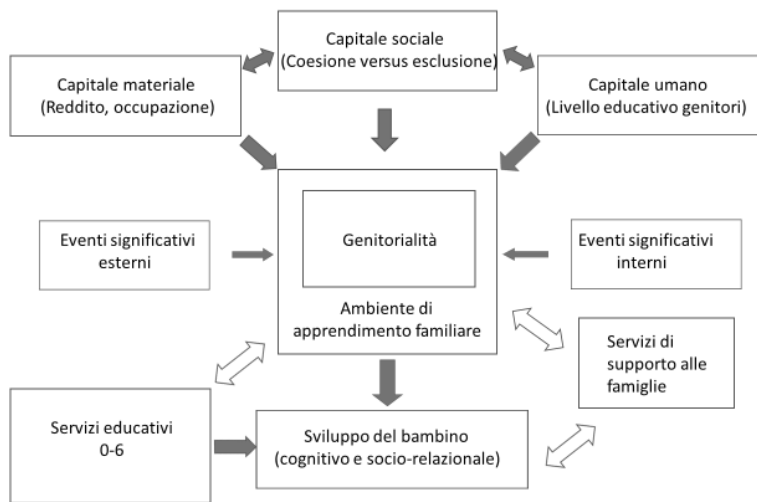 Capitale sociale
(Coesione versus esclusione)
Capitale materiale
(Reddito, occupazione)
Capitale umano
(Livello educativo genitori)
Genitorialità
Eventi significativi
esterni
Eventi significativi
interni
Ambiente di
apprendimento familiare
Servizi di
supporto alle
famiglie
Servizi educativi
0-6
Sviluppo del bambino
(cognitivo e socio-relazionale)